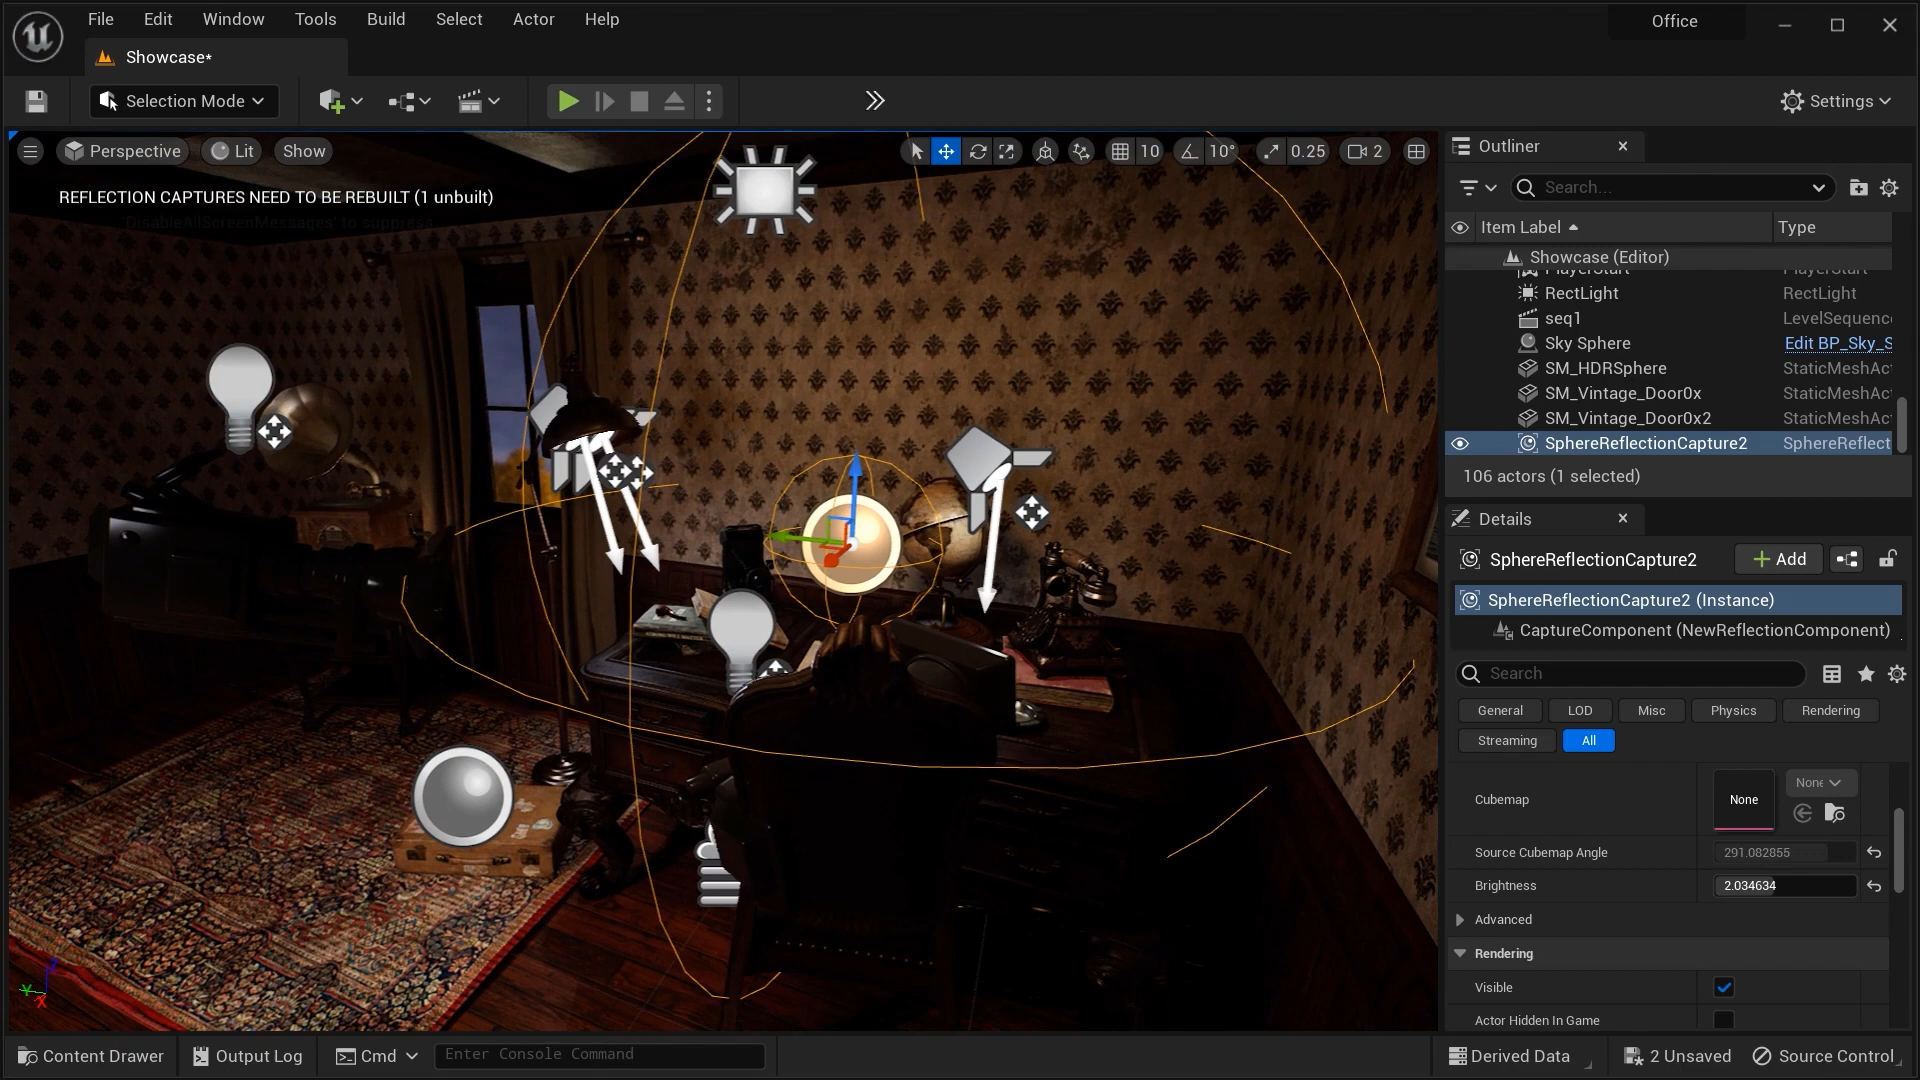 File Edit Window Tools Build Select Actor Help
Office
Showcase*
Selection Mode
Settings
Perspective Lit Show
10 10° 0.25 2
REFLECTION CAPTURES NEED TO BE REBUILT (1 unbuilt)
'DisableAllScreenMessages' to suppress
Outliner
Search...
Item Label Type
Showcase (Editor)
PlayerStart PlayerStart
RectLight RectLight
seq1 LevelSequenc
Sky Sphere Edit BP_Sky_S
SM_HDRSphere StaticMeshAc
SM_Vintage_Door0x StaticMeshAc
SM_Vintage_Door0x2 StaticMeshAc
SphereReflectionCapture2 SphereReflect
106 actors (1 selected)
Details
SphereReflectionCapture2 Add
SphereReflectionCapture2 (Instance)
CaptureComponent (NewReflectionComponent)
Search
General LOD Misc Physics Rendering
Streaming All
Cubemap None None
Source Cubemap Angle 291.082855
Brightness 2.034634
Advanced
Rendering
Visible
Actor Hidden In Game
Z
Y
X
Content Drawer Output Log Cmd Enter Console Command
Derived Data 2 Unsaved Source Control